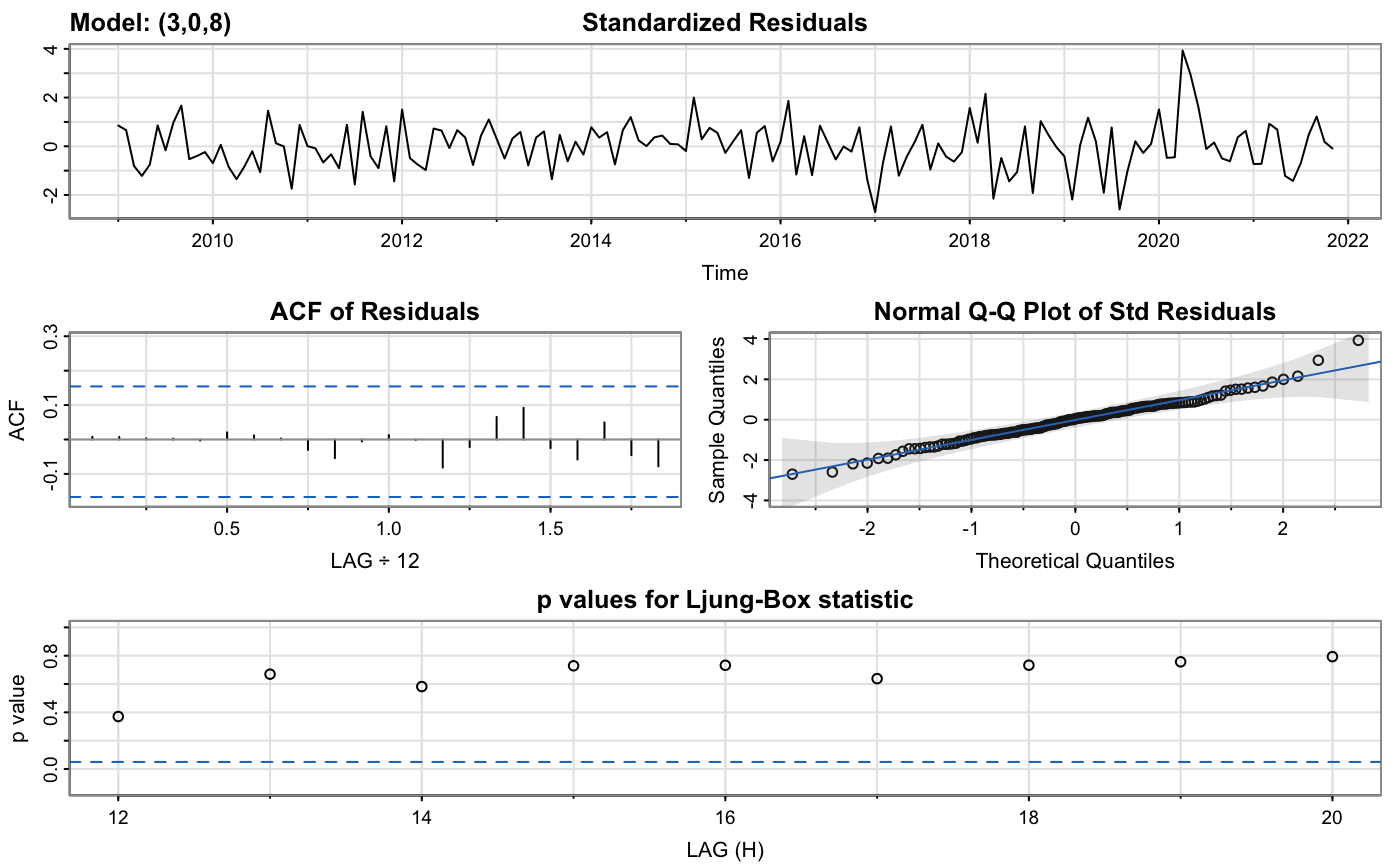 Model: (3,0,8) Standardized Residuals
4
2
0
-2
2010 2012 2014 2016 2018 2020 2022
Time
ACF of Residuals
ACF
0.3
0.1
-0.1
0.5 1.0 1.5
LAG ÷ 12
Normal Q-Q Plot of Std Residuals
Sample Quantiles
4
2
0
-2
-4
-2 -1 0 1 2
Theoretical Quantiles
p values for Ljung-Box statistic
p value
0.8
0.4
0.0
12 14 16 18 20
LAG (H)